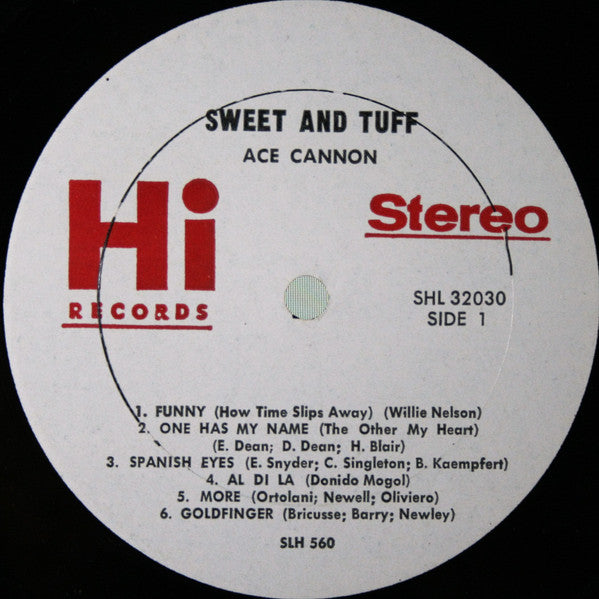 SWEET AND TUFF
ACE CANNON
Hi
RECORDS
Stereo
SHL 32030
SIDE 1
1. FUNNY (How Time Slips Away) (Willie Nelson)
2. ONE HAS MY NAME (The Other My Heart)
(E. Dean; D. Dean; H. Blair)
3. SPANISH EYES (E. Snyder; C. Singleton; B. Kaempfert)
4. AL DI LA (Donido Mogol)
5. MORE (Ortolani; Newell; Oliviero)
6. GOLDFINGER (Bricusse; Barry; Newley)
SLH 560